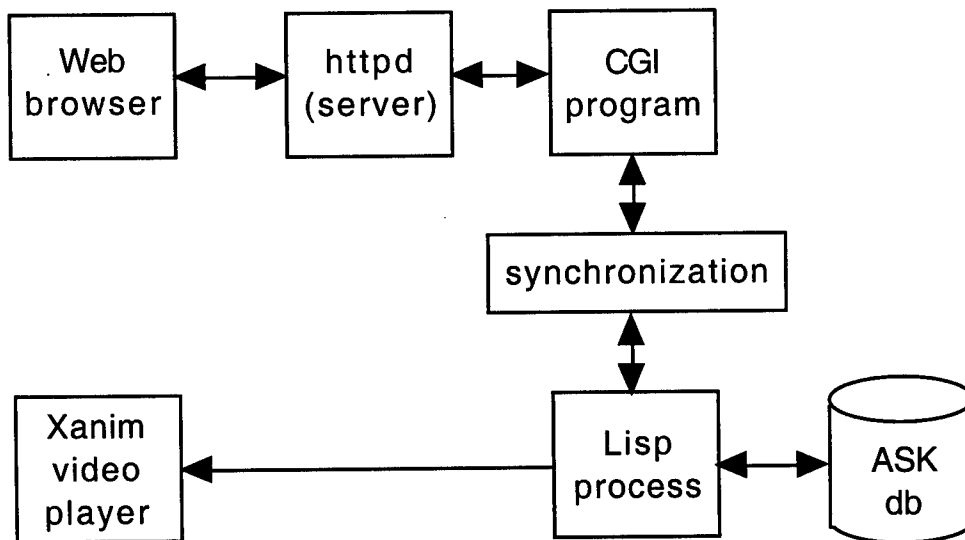 Web
browser
httpd
(server)
CGI
program
synchronization
Xanim
video
player
Lisp
process
ASK
db